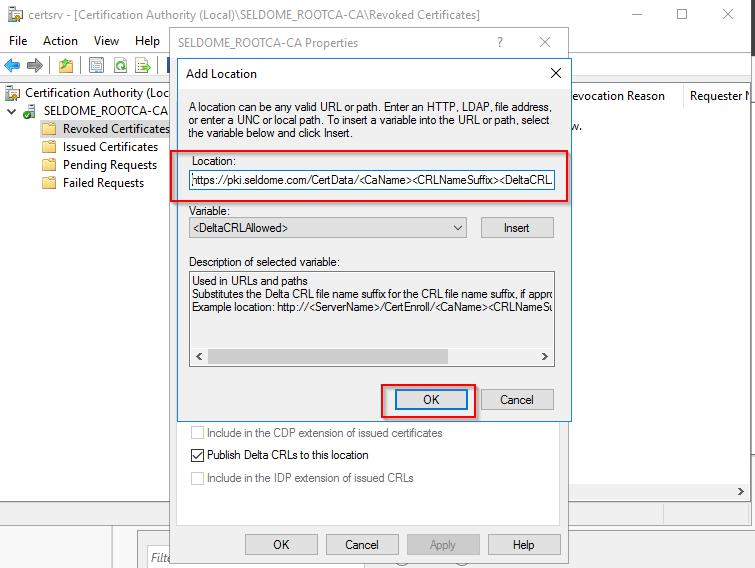 certsrv - [Certification Authority (Local)\SELDOME_ROOTCA-CA\Revoked Certificates]
File Action View Help
SELDOME_ROOTCA-CA Properties
Add Location
A location can be any valid URL or path. Enter an HTTP, LDAP, file address,
or enter a UNC or local path. To insert a variable into the URL or path, select
the variable below and click Insert.
Location:
https://pki.seldome.com/CertData/<CaName><CRLNameSuffix><DeltaCRL
Variable:
<DeltaCRLAllowed>
Insert
Description of selected variable:
Used in URLs and paths
Substitutes the Delta CRL file name suffix for the CRL file name suffix, if appro
Example location: http://<ServerName>/CertEnroll/<CaName><CRLNameSu
OK
Cancel
Certification Authority (Loc
SELDOME_ROOTCA-CA
Revoked Certificates
Issued Certificates
Pending Requests
Failed Requests
evocation Reason
Requester N
w.
Include in the CDP extension of issued certificates
Publish Delta CRLs to this location
Include in the IDP extension of issued CRLs
OK
Cancel
Apply
Help
Filte